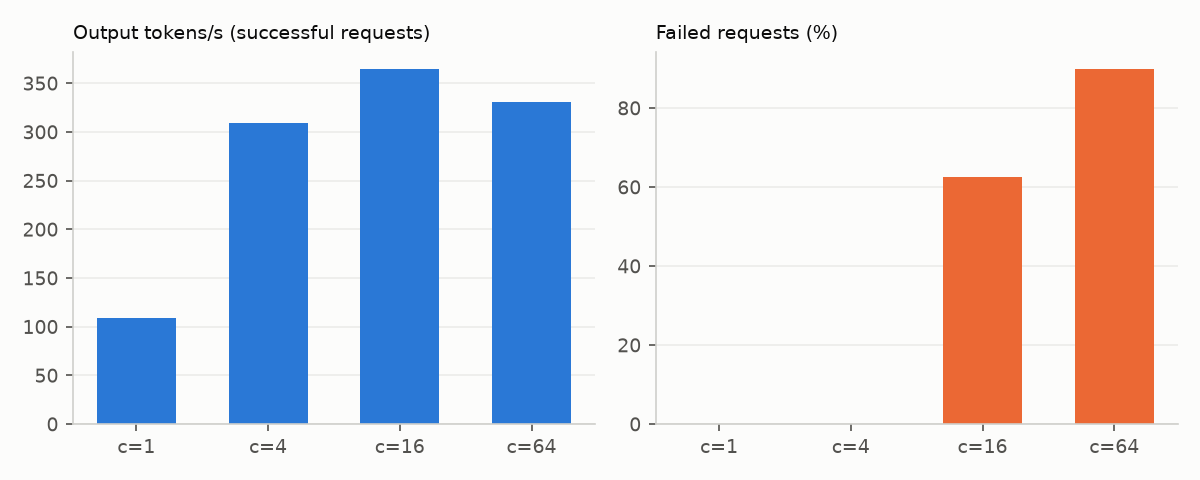 Output tokens/s (successful requests)
350
300
250
200
150
100
50
0
c=1
c=4
c=16
c=64
Failed requests (%)
80
60
40
20
0
c=1
c=4
c=16
c=64